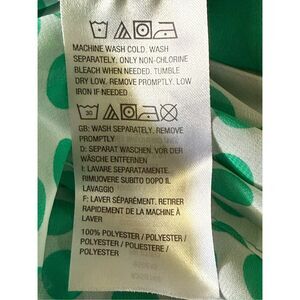 MACHINE WASH COLD. WASH
SEPARATELY. ONLY NON-CHLORINE
BLEACH WHEN NEEDED. TUMBLE
DRY LOW. REMOVE PROMPTLY. LOW
IRON IF NEEDED.
30
GB: WASH SEPARATELY. REMOVE
PROMPTLY
D: SEPARAT WASCHEN. VOR DER
WÄSCHE ENTFERNEN
I: LAVARE SEPARATAMENTE.
RIMUOVERE SUBITO DOPO IL
LAVAGGIO
F: LAVER SÉPARÉMENT. RETIRER
RAPIDEMENT DE LA MACHINE À
LAVER
100% POLYESTER / POLYESTER /
POLYESTER / POLIESTERE /
POLYESTER